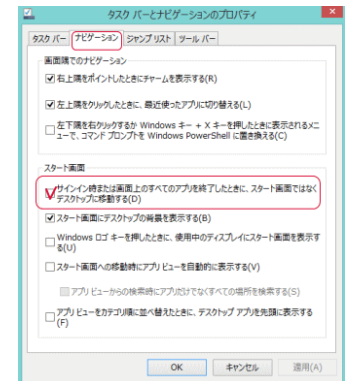 タスク バーとナビゲーションのプロパティ
タスク バー ナビゲーション ジャンプ リスト ツール バー
画面隅でのナビゲーション
右上隅をポイントしたときにチャームを表示する(R)
左上隅をクリックしたときに、最近使ったアプリに切り替える(L)
左下隅を右クリックするか Windows キー + X キーを押したときに表示されるメニ
ューで、コマンド プロンプトを Windows PowerShell に置き換える(C)
スタート画面
サインイン時または画面上のすべてのアプリを終了したときに、スタート画面ではなく
デスクトップに移動する(D)
スタート画面にデスクトップの背景を表示する(B)
Windows ロゴ キーを押したときに、使用中のディスプレイにスタート画面を表示す
る(U)
スタート画面への移動時にアプリ ビューを自動的に表示する(V)
アプリ ビューからの検索時にアプリだけでなくすべての場所を検索する(S)
アプリ ビューをカテゴリ順に並べ替えたときに、デスクトップ アプリを先頭に表示する
(F)
OK キャンセル 適用(A)